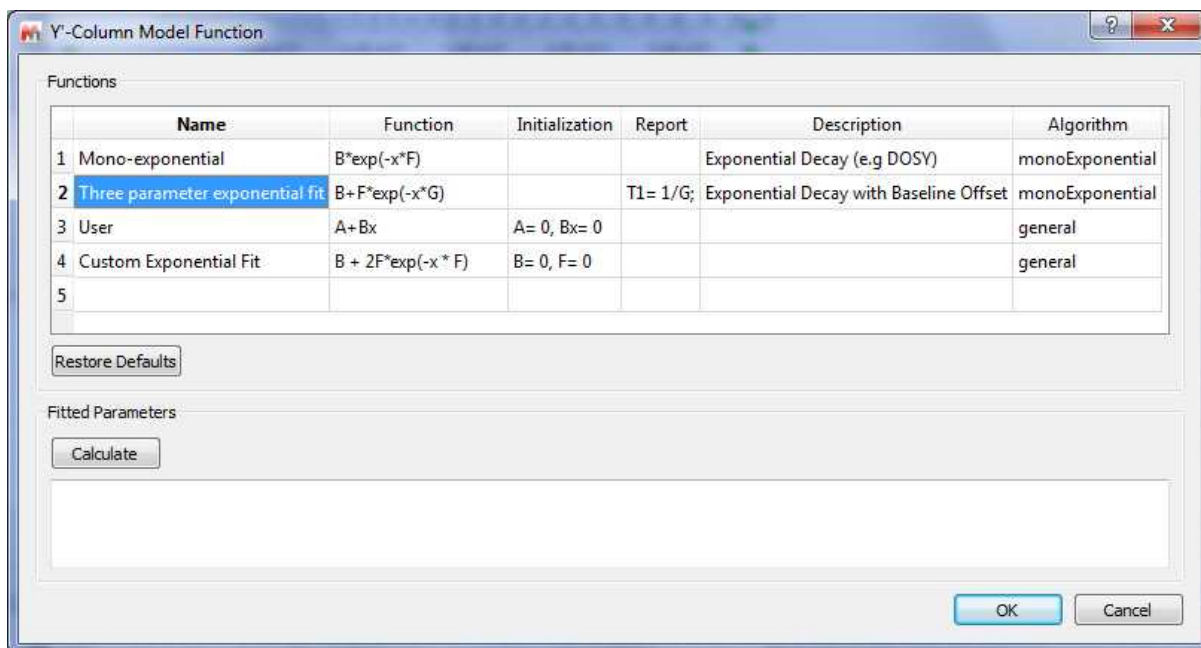 Y'-Column Model Function
Functions
Name Function Initialization Report Description Algorithm
1 Mono-exponential B*exp(-x*F) Exponential Decay (e.g DOSY) monoExponential
2 Three parameter exponential fit B+F*exp(-x*G) T1= 1/G; Exponential Decay with Baseline Offset monoExponential
3 User A+Bx A= 0, Bx= 0 general
4 Custom Exponential Fit B + 2F*exp(-x * F) B= 0, F= 0 general
5
Restore Defaults
Fitted Parameters
Calculate
OK Cancel